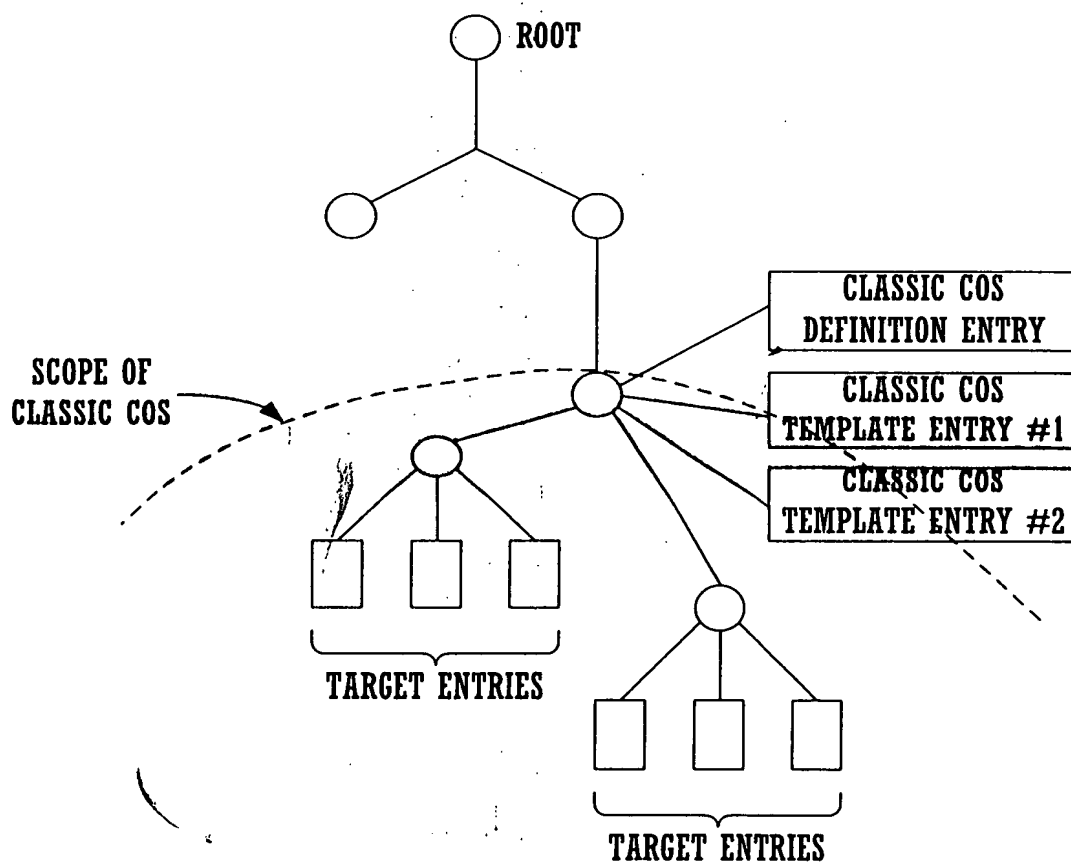 ROOT
CLASSIC COS
DEFINITION ENTRY
SCOPE OF
CLASSIC COS
CLASSIC COS
TEMPLATE ENTRY #1
CLASSIC COS
TEMPLATE ENTRY #2
TARGET ENTRIES
TARGET ENTRIES